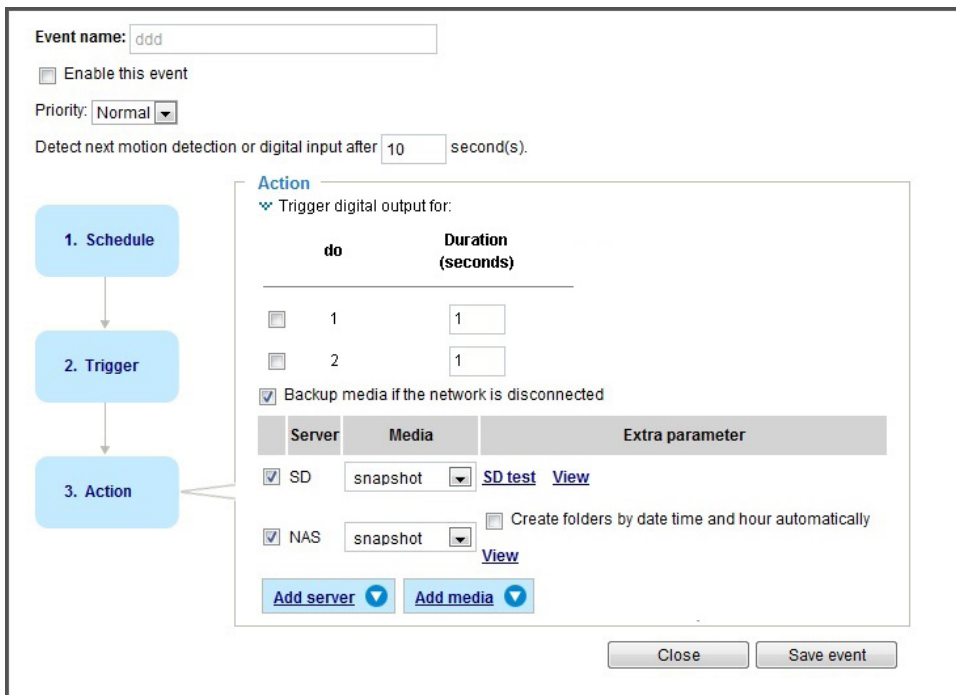 Event name: ddd
Enable this event
Priority: Normal
Detect next motion detection or digital input after 10 second(s).
Action
Trigger digital output for:
1. Schedule
do
Duration
(seconds)
1 1
2. Trigger
2 1
Backup media if the network is disconnected
Server Media Extra parameter
3. Action
SD snapshot SD test View
NAS snapshot Create folders by date time and hour automatically
View
Add server Add media
Close Save event